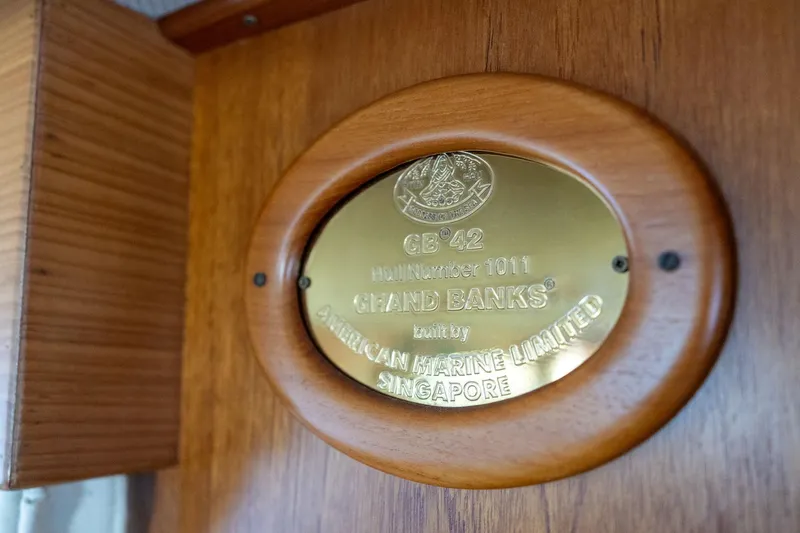 GB® 42
Hull Number 1011
GRAND BANKS®
built by
AMERICAN MARINE LIMITED
SINGAPORE